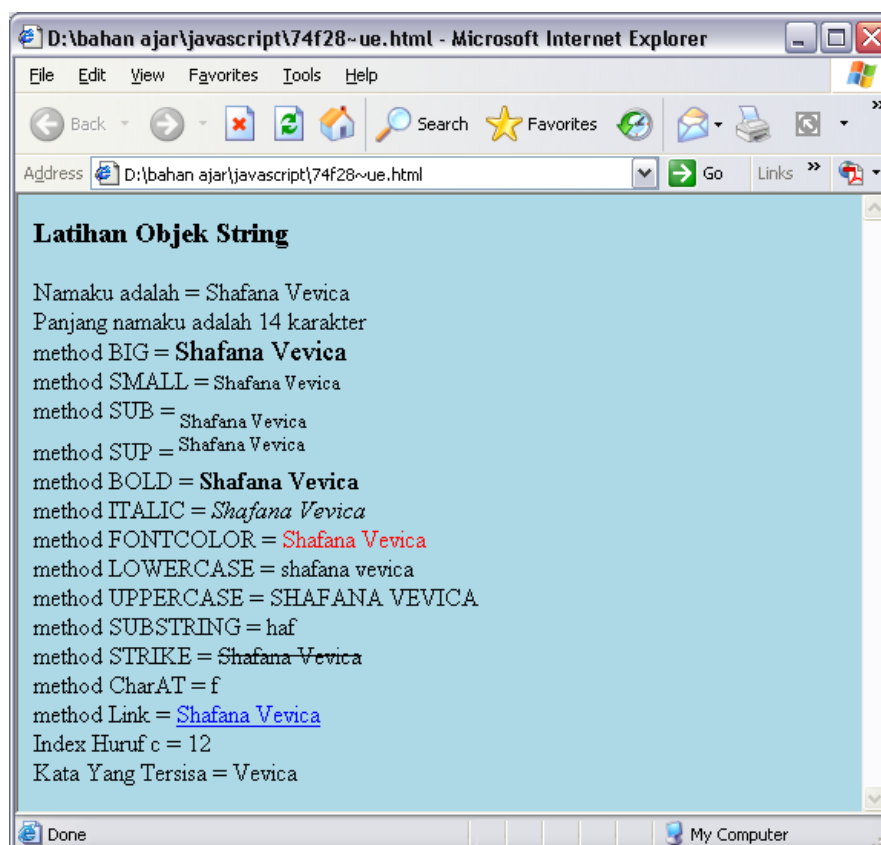 D:\bahan ajar\javascript\74f28~ue.html - Microsoft Internet Explorer
File Edit View Favorites Tools Help
Back Search Favorites
Address D:\bahan ajar\javascript\74f28~ue.html Go Links
Latihan Objek String
Namaku adalah = Shafana Vevica
Panjang namaku adalah 14 karakter
method BIG = Shafana Vevica
method SMALL = Shafana Vevica
method SUB = Shafana Vevica
method SUP = Shafana Vevica
method BOLD = Shafana Vevica
method ITALIC = Shafana Vevica
method FONTCOLOR = Shafana Vevica
method LOWERCASE = shafana vevica
method UPPERCASE = SHAFANA VEVICA
method SUBSTRING = haf
method STRIKE = Shafana Vevica
method CharAT = f
method Link = Shafana Vevica
Index Huruf c = 12
Kata Yang Tersisa = Vevica
Done My Computer